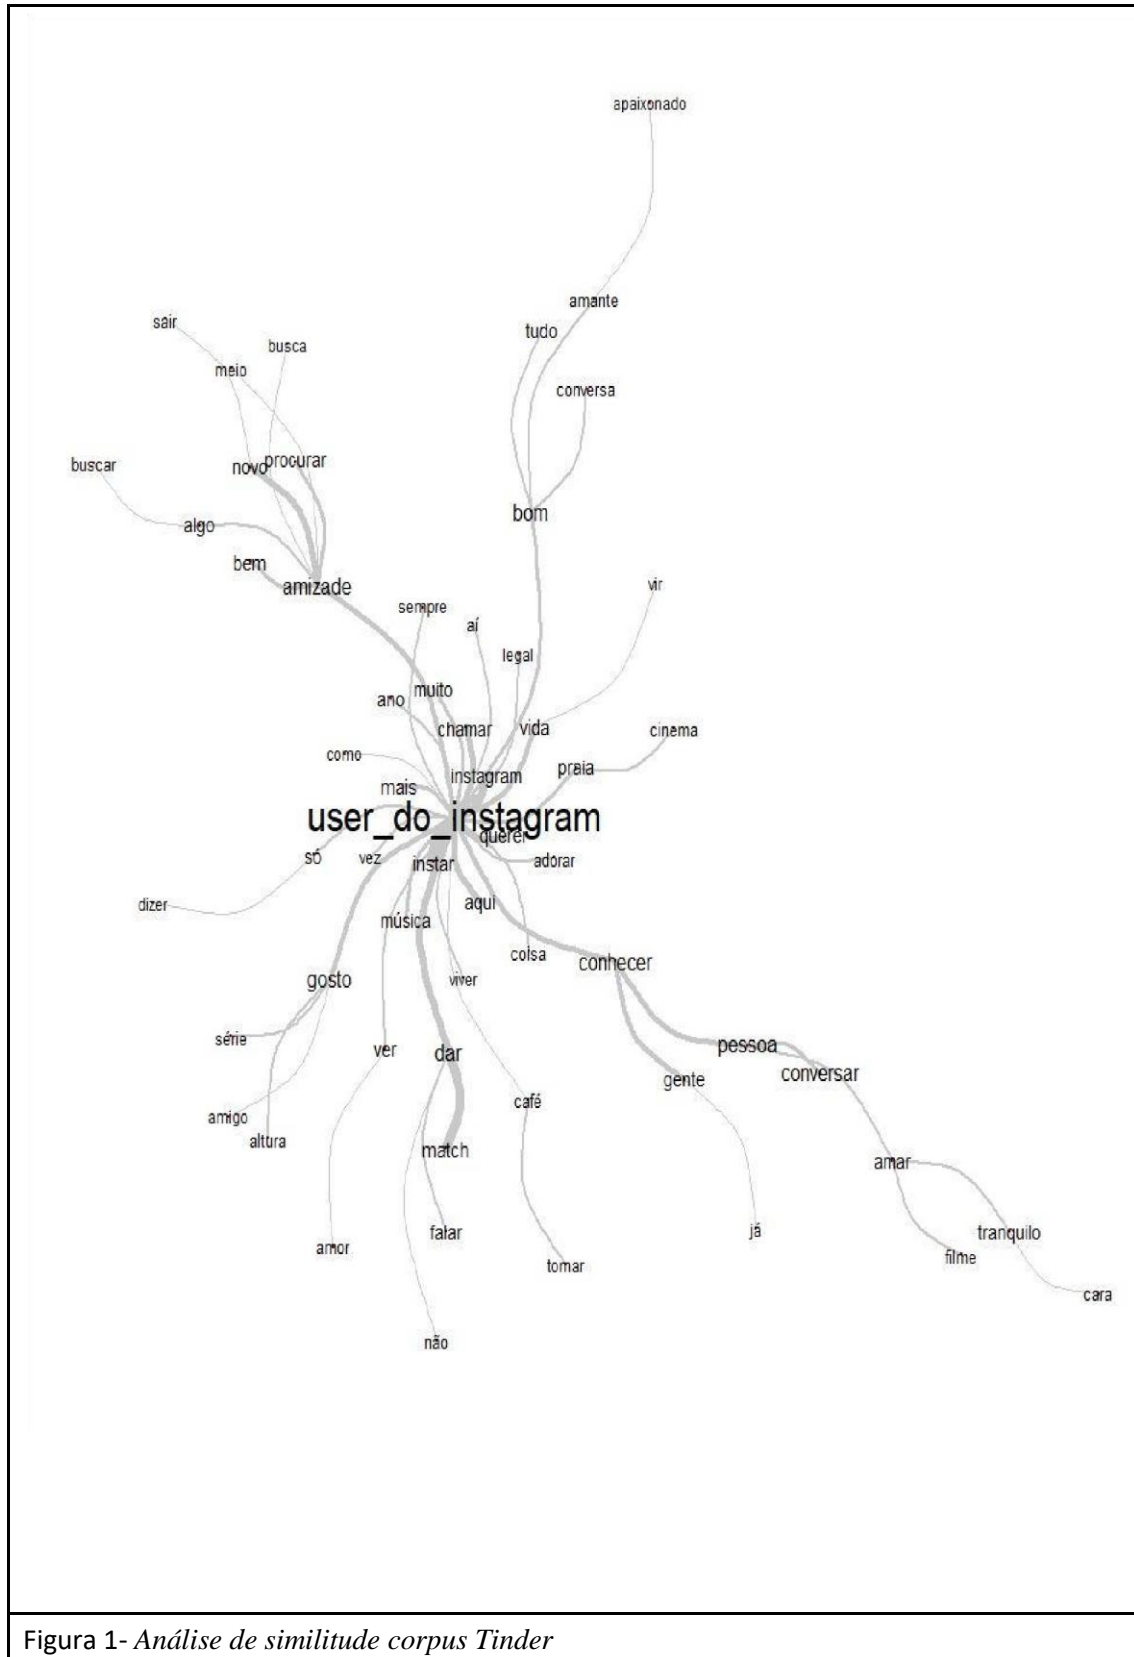 apaixonado
amante
tudo
sair
busca
meio
conversa
novo
procurar
buscar
bom
algo
bem
amizade
vir
sempre
aí
legal
muito
ano
chamar
vida
cinema
como
instagram
praia
mais
user_do_instagram
querer
só
vez
instar
adorar
dizer
aqui
música
coisa
conhecer
gosto
viver
série
ver
dar
pessoa
conversar
gente
café
amigo
altura
match
amar
já
falar
tranquilo
amor
filme
tomar
cara
não
Figura 1- Análise de similitude corpus Tinder